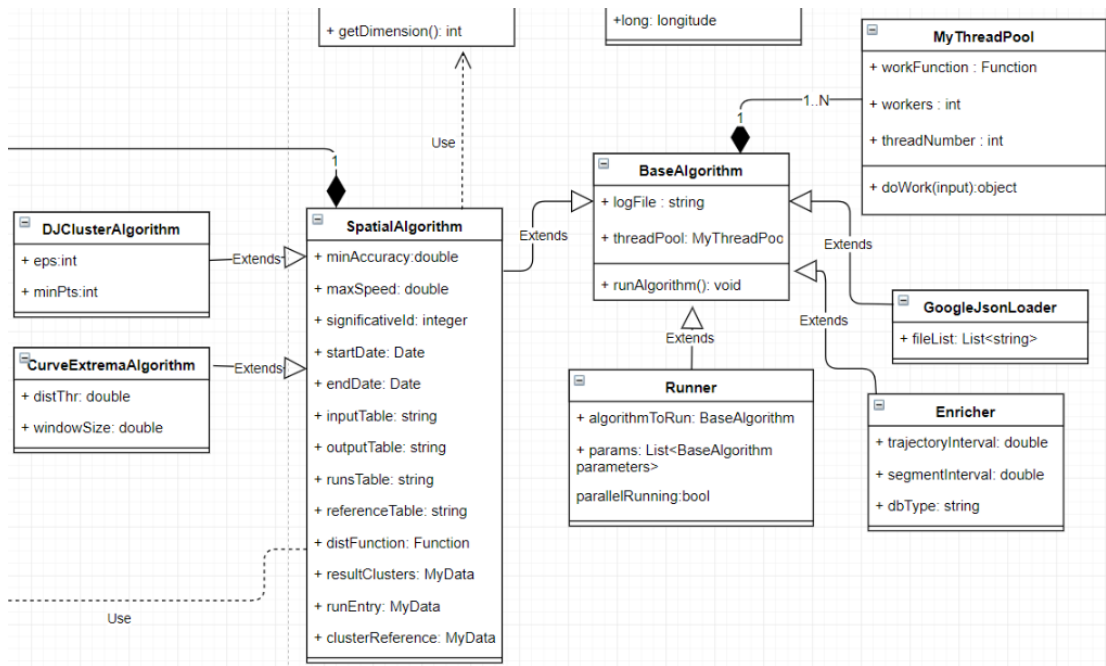 + getDimension(): int
+long: longitude
MyThreadPool
+ workFunction : Function
+ workers : int
+ threadNumber : int
+ doWork(input):object
1..N
1
Use
1
BaseAlgorithm
+ logFile : string
+ threadPool: MyThreadPoo
+ runAlgorithm(): void
Extends
Extends
Extends
Extends
DJClusterAlgorithm
+ eps:int
+ minPts:int
Extends
CurveExtremaAlgorithm
+ distThr: double
+ windowSize: double
Extends
SpatialAlgorithm
+ minAccuracy:double
+ maxSpeed: double
+ significativeId: integer
+ startDate: Date
+ endDate: Date
+ inputTable: string
+ outputTable: string
+ runsTable: string
+ referenceTable: string
+ distFunction: Function
+ resultClusters: MyData
+ runEntry: MyData
+ clusterReference: MyData
Use
Runner
+ algorithmToRun: BaseAlgorithm
+ params: List<BaseAlgorithm
parameters>
parallelRunning:bool
GoogleJsonLoader
+ fileList: List<string>
Enricher
+ trajectoryInterval: double
+ segmentInterval: double
+ dbType: string